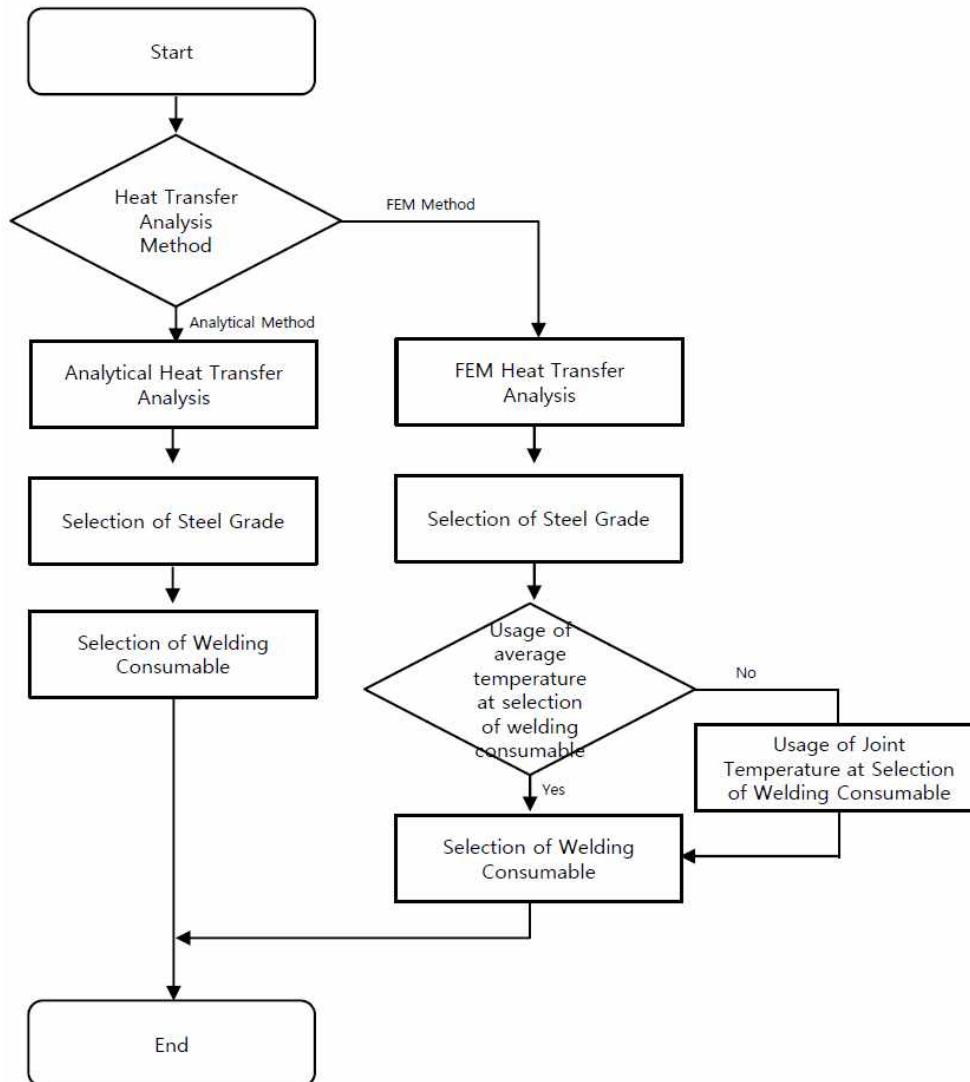 Start
Heat Transfer
Analysis
Method
FEM Method
Analytical Method
Analytical Heat Transfer
Analysis
FEM Heat Transfer
Analysis
Selection of Steel Grade
Selection of Steel Grade
Selection of Welding
Consumable
Usage of
average
temperature
at selection
of welding
consumable
No
Usage of Joint
Temperature at Selection
of Welding Consumable
Yes
Selection of Welding
Consumable
End